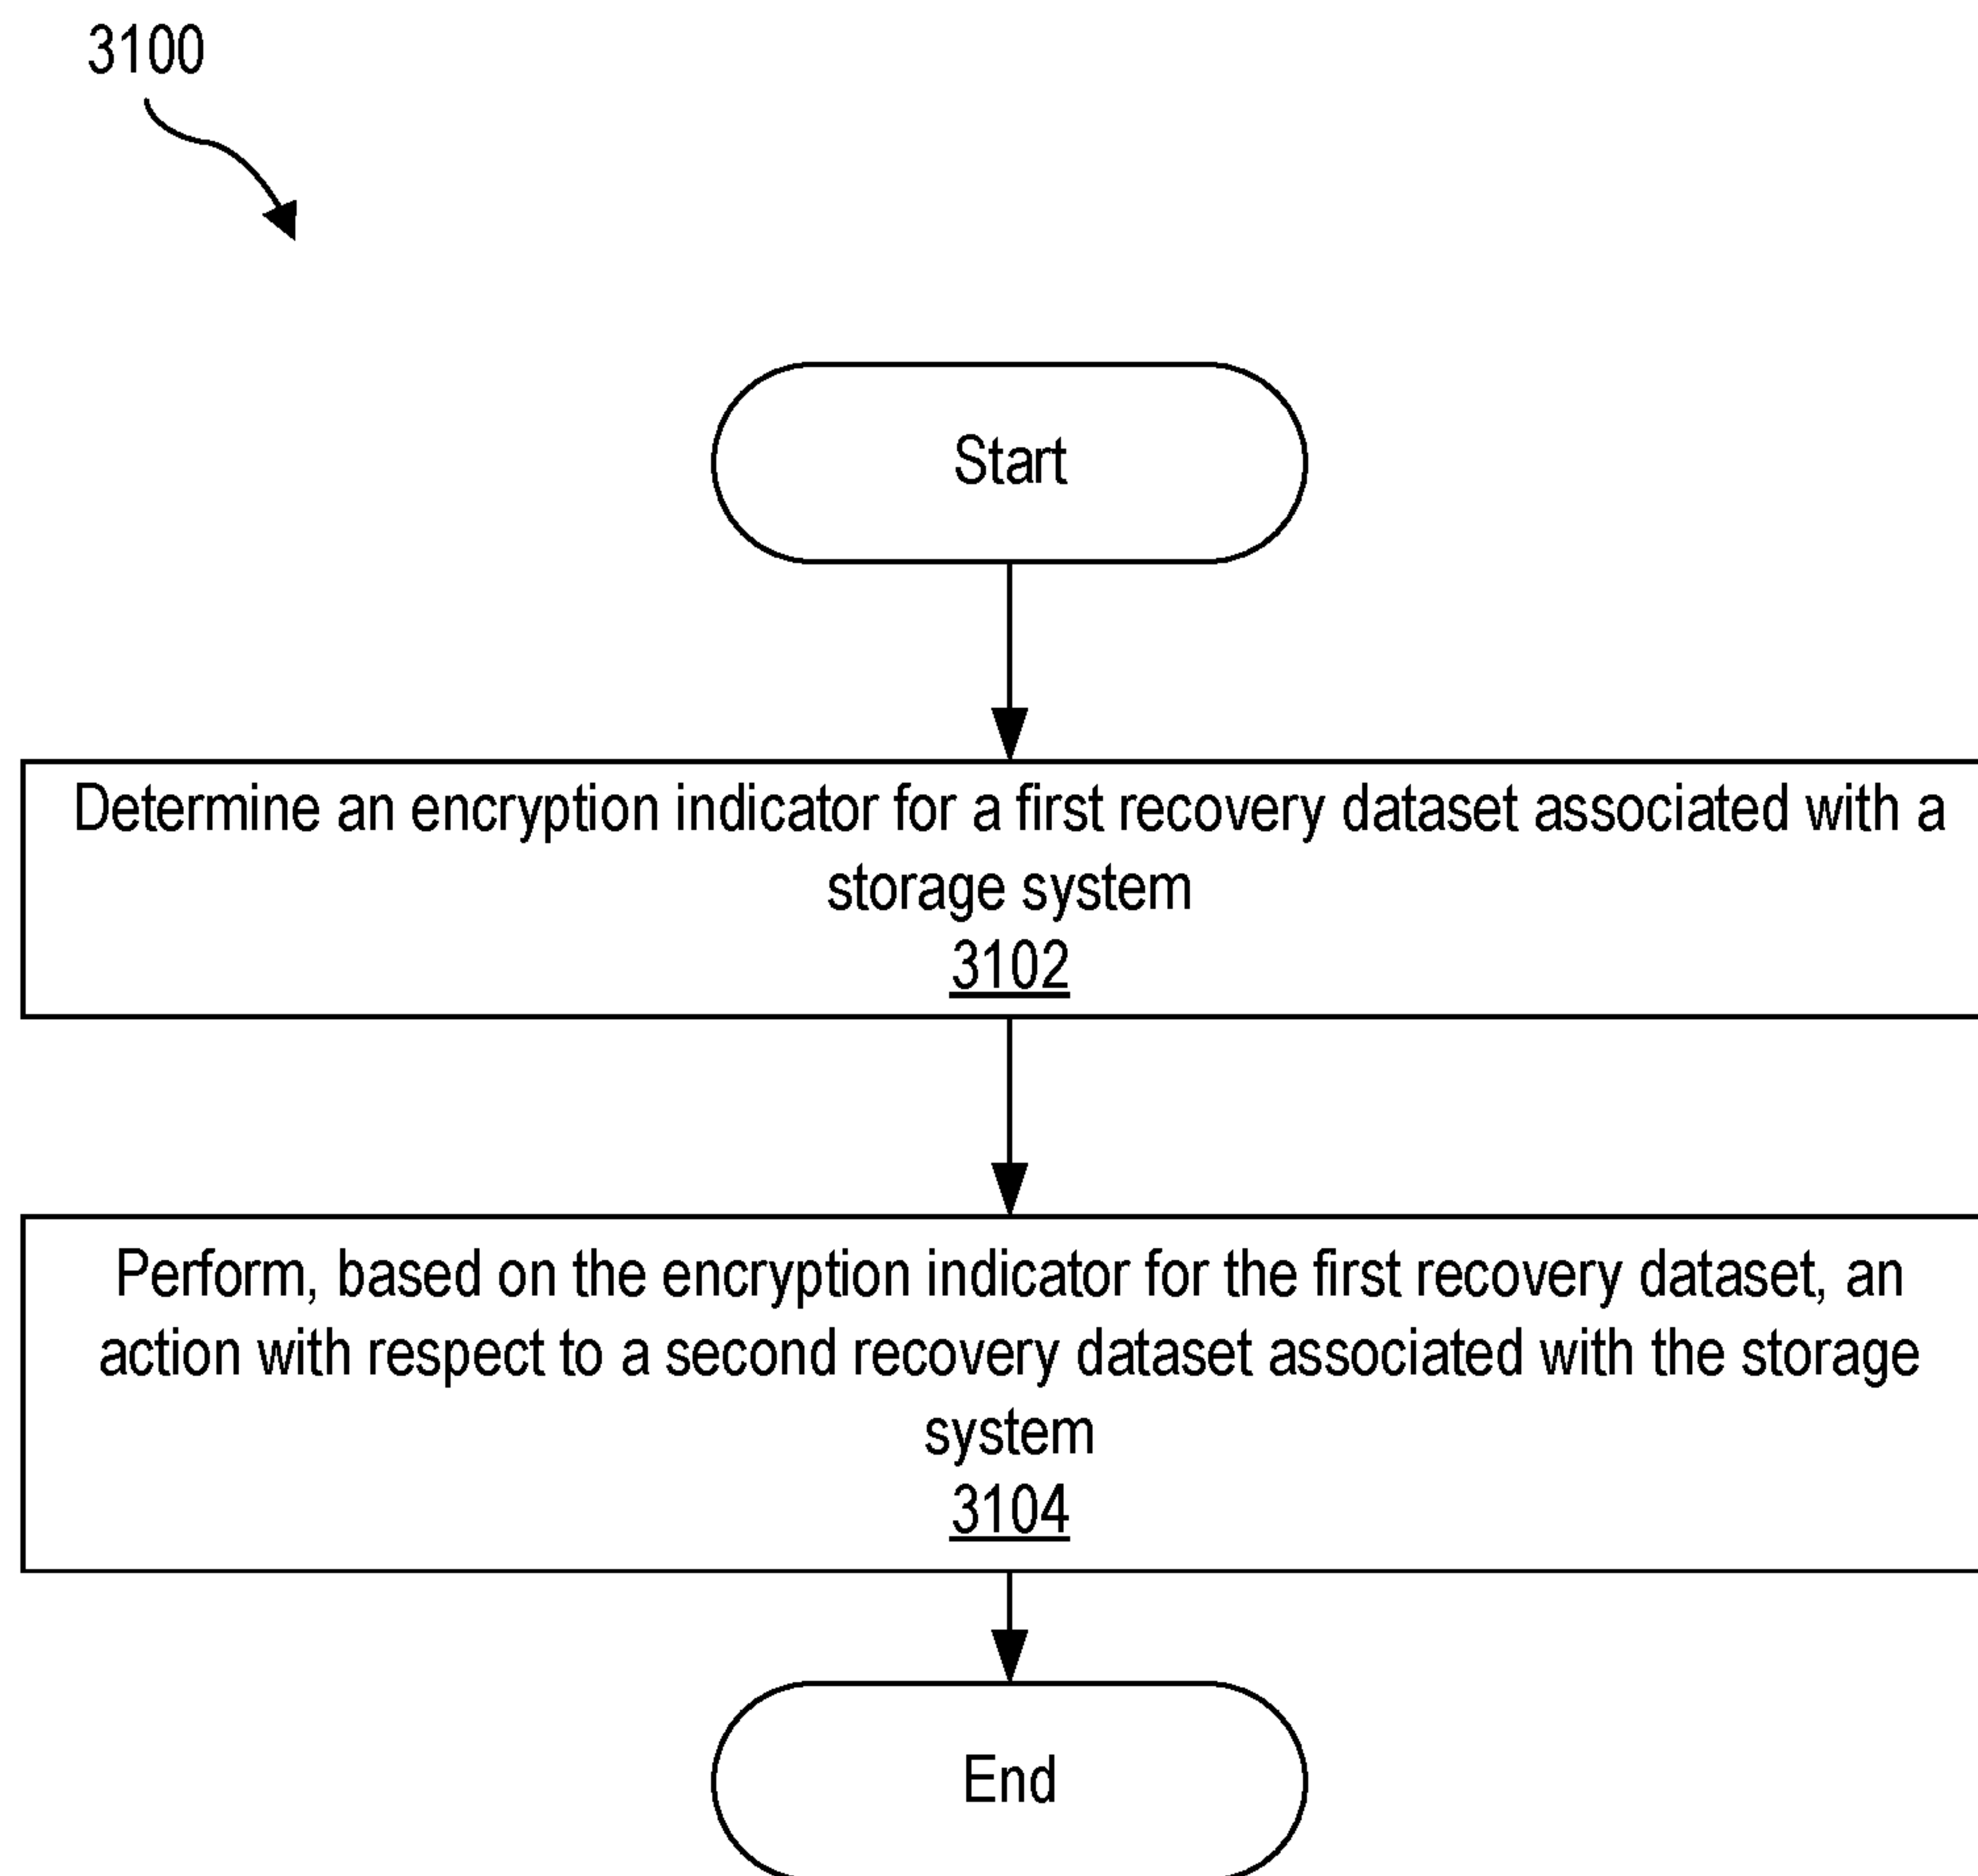 3100
Start
Determine an encryption indicator for a first recovery dataset associated with a
storage system
3102
Perform, based on the encryption indicator for the first recovery dataset, an
action with respect to a second recovery dataset associated with the storage
system
3104
End